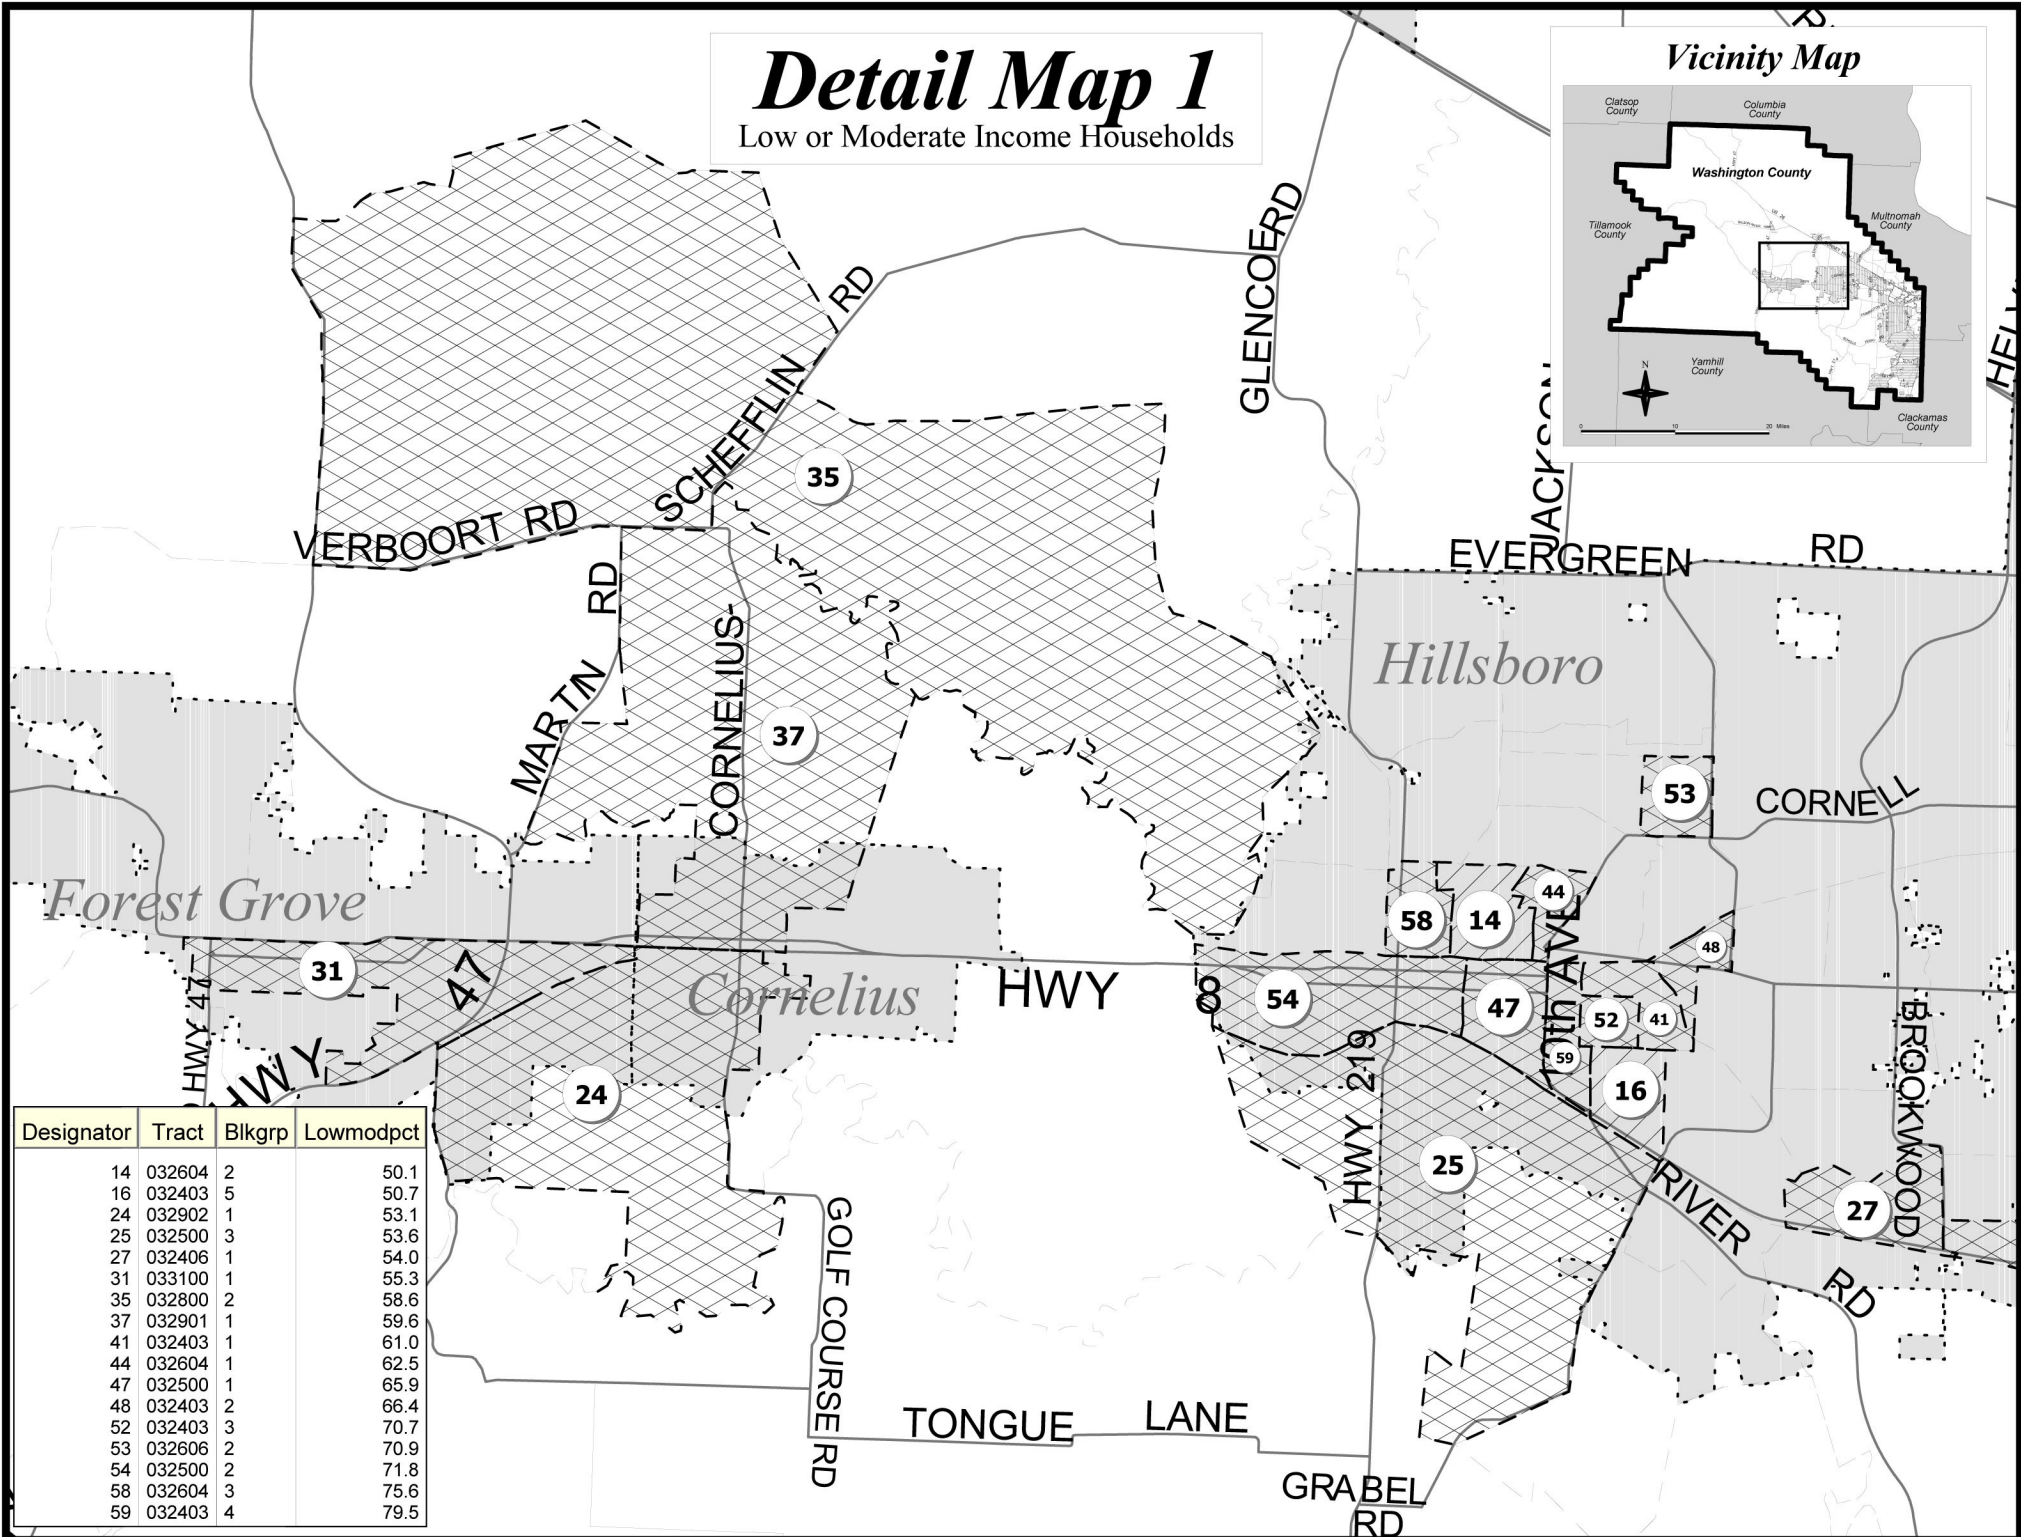 Detail Map 1
Low or Moderate Income Households
Vicinity Map
Clatsop
County
Columbia
County
Washington County
Tillamook
County
Multnomah
County
Yamhill
County
Clackamas
County
N
0 10 20 Miles
GLENCOE RD
SCHEFFLIN RD
JACKSON
35
VERBOORT RD
EVERGREEN RD
MARTIN RD
CORNELIUS-
Hillsboro
37
53
CORNELL
Forest Grove
44
58
14
48
31
47
Cornelius
HWY 8
54
47
10th AVE
52
41
59
16
HWY 47
HWY
24
HWY 219
25
BROOKWOOD
27
RIVER RD
GOLF COURSE RD
TONGUE LANE
GRABEL
RD
Designator Tract Blkgrp Lowmodpct
14 032604 2 50.1
16 032403 5 50.7
24 032902 1 53.1
25 032500 3 53.6
27 032406 1 54.0
31 033100 1 55.3
35 032800 2 58.6
37 032901 1 59.6
41 032403 1 61.0
44 032604 1 62.5
47 032500 1 65.9
48 032403 2 66.4
52 032403 3 70.7
53 032606 2 70.9
54 032500 2 71.8
58 032604 3 75.6
59 032403 4 79.5